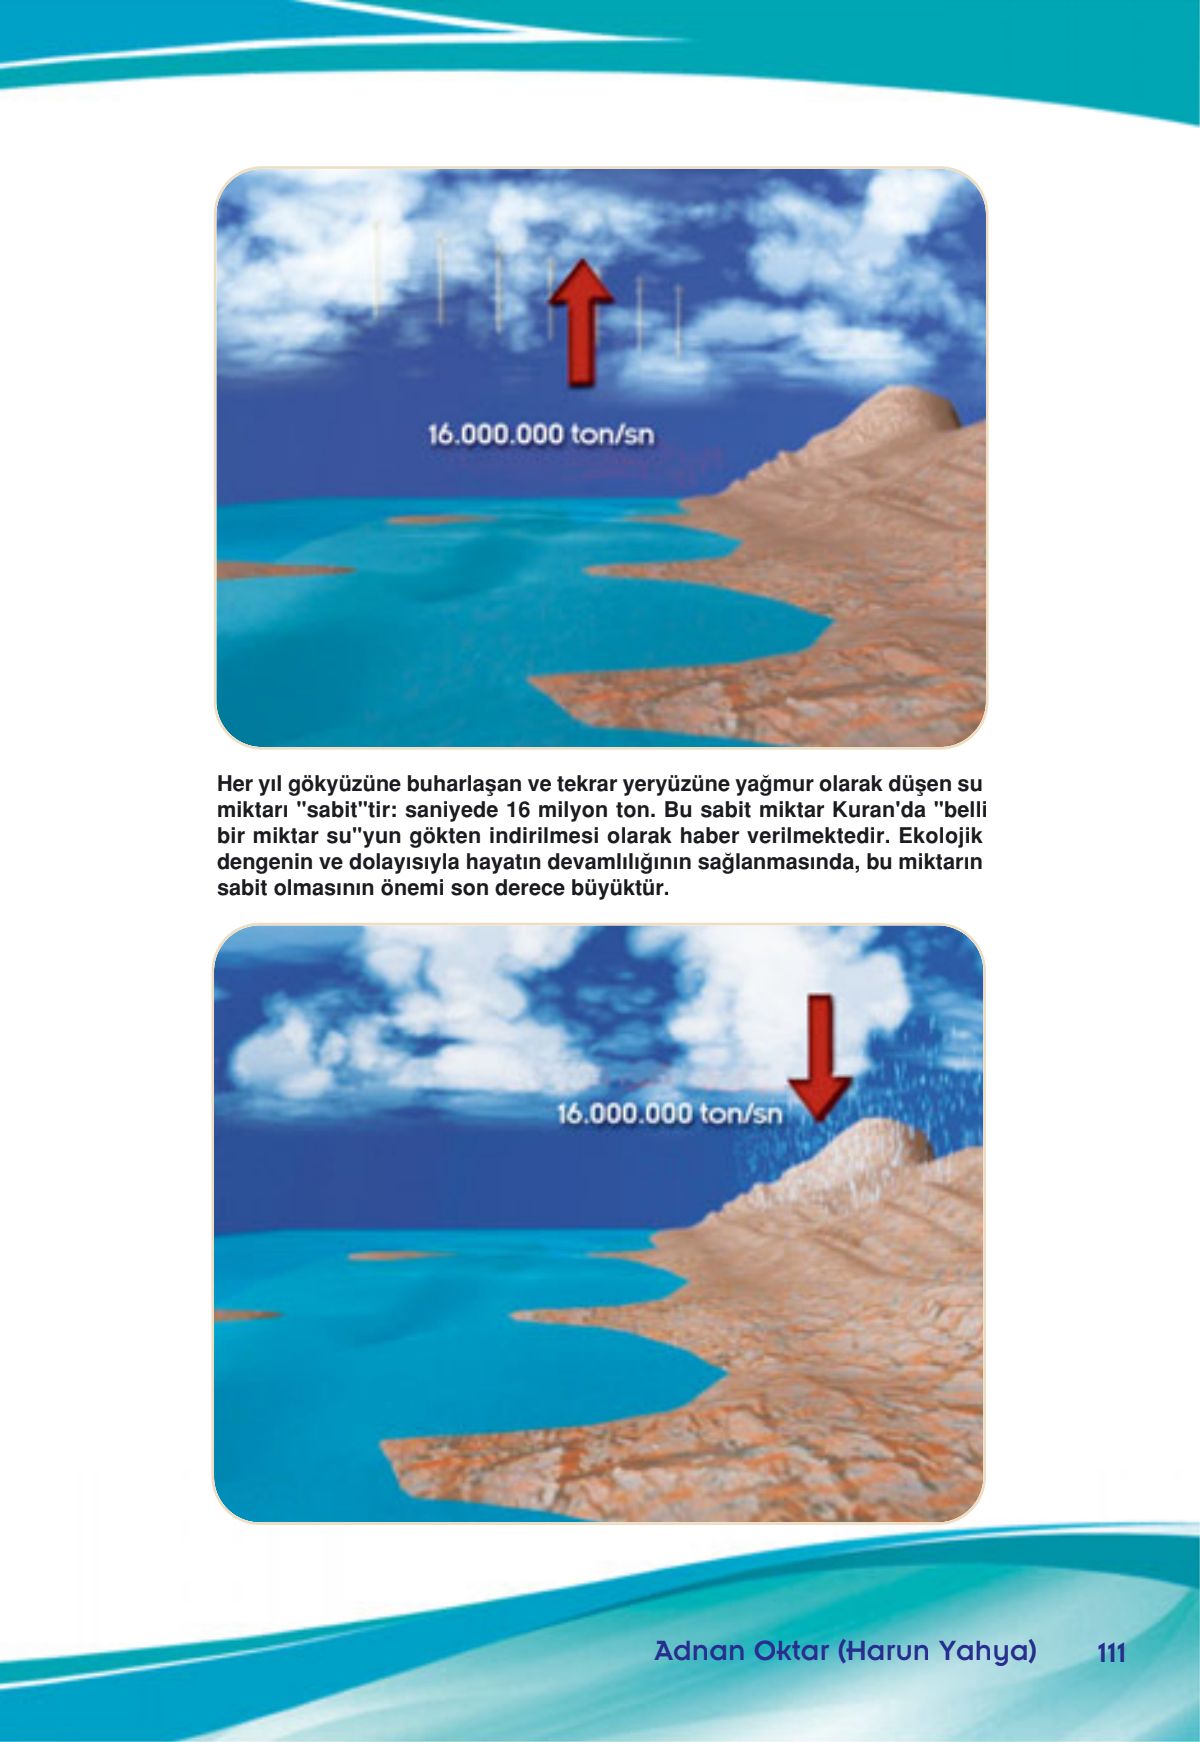 16.000.000 ton/sn
Her yıl gökyüzüne buharlaşan ve tekrar yeryüzüne yağmur olarak düşen su
miktarı "sabit"tir: saniyede 16 milyon ton. Bu sabit miktar Kuran'da "belli
bir miktar su"yun gökten indirilmesi olarak haber verilmektedir. Ekolojik
dengenin ve dolayısıyla hayatın devamlılığının sağlanmasında, bu miktarın
sabit olmasının önemi son derece büyüktür.
16.000.000 ton/sn
Adnan Oktar (Harun Yahya) 111